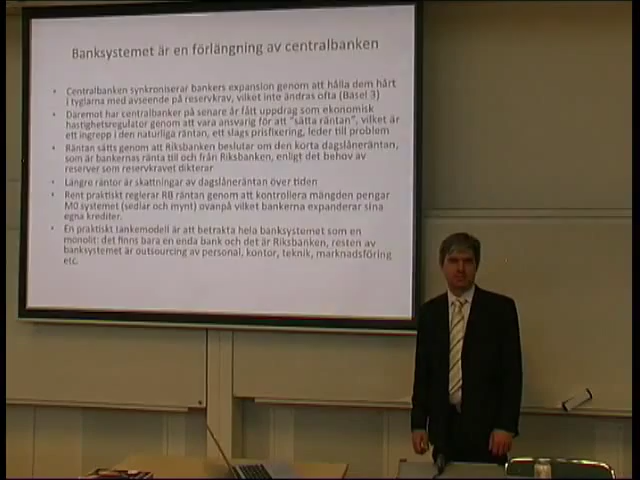 Banksystemet är en förlängning av centralbanken
• Centralbanken synkroniserar bankers expansion genom att hålla dem hårt
i tyglarna med avseende på reservkrav, vilket inte ändras ofta (Basel 3)
• Däremot har centralbanker på senare år fått uppdrag som ekonomisk
hastighetsregulator genom att vara ansvarig för att "sätta räntan", vilket är
ett ingrepp i den naturliga räntan, ett slags prisfixering, leder till problem
• Räntan sätts genom att Riksbanken beslutar om den korta dagslåneräntan,
som är bankernas ränta till och från Riksbanken, enligt det behov av
reserver som reservkravet dikterar
• Längre räntor är skattningar av dagslåneräntan över tiden
• Rent praktiskt reglerar RB räntan genom att kontrollera mängden pengar
M0 systemet (sedlar och mynt) ovanpå vilket bankerna expanderar sina
egna krediter.
• En praktiskt tankemodell är att betrakta hela banksystemet som en
monolit: det finns bara en enda bank och det är Riksbanken, resten av
banksystemet är outsourcing av personal, kontor, teknik, marknadsföring
etc.